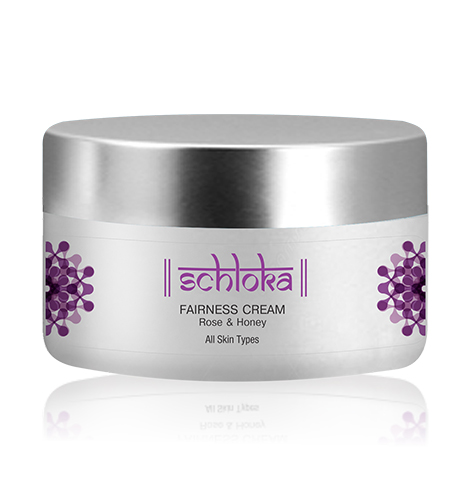 || schloka ||
FAIRNESS CREAM
Rose & Honey
All Skin Types